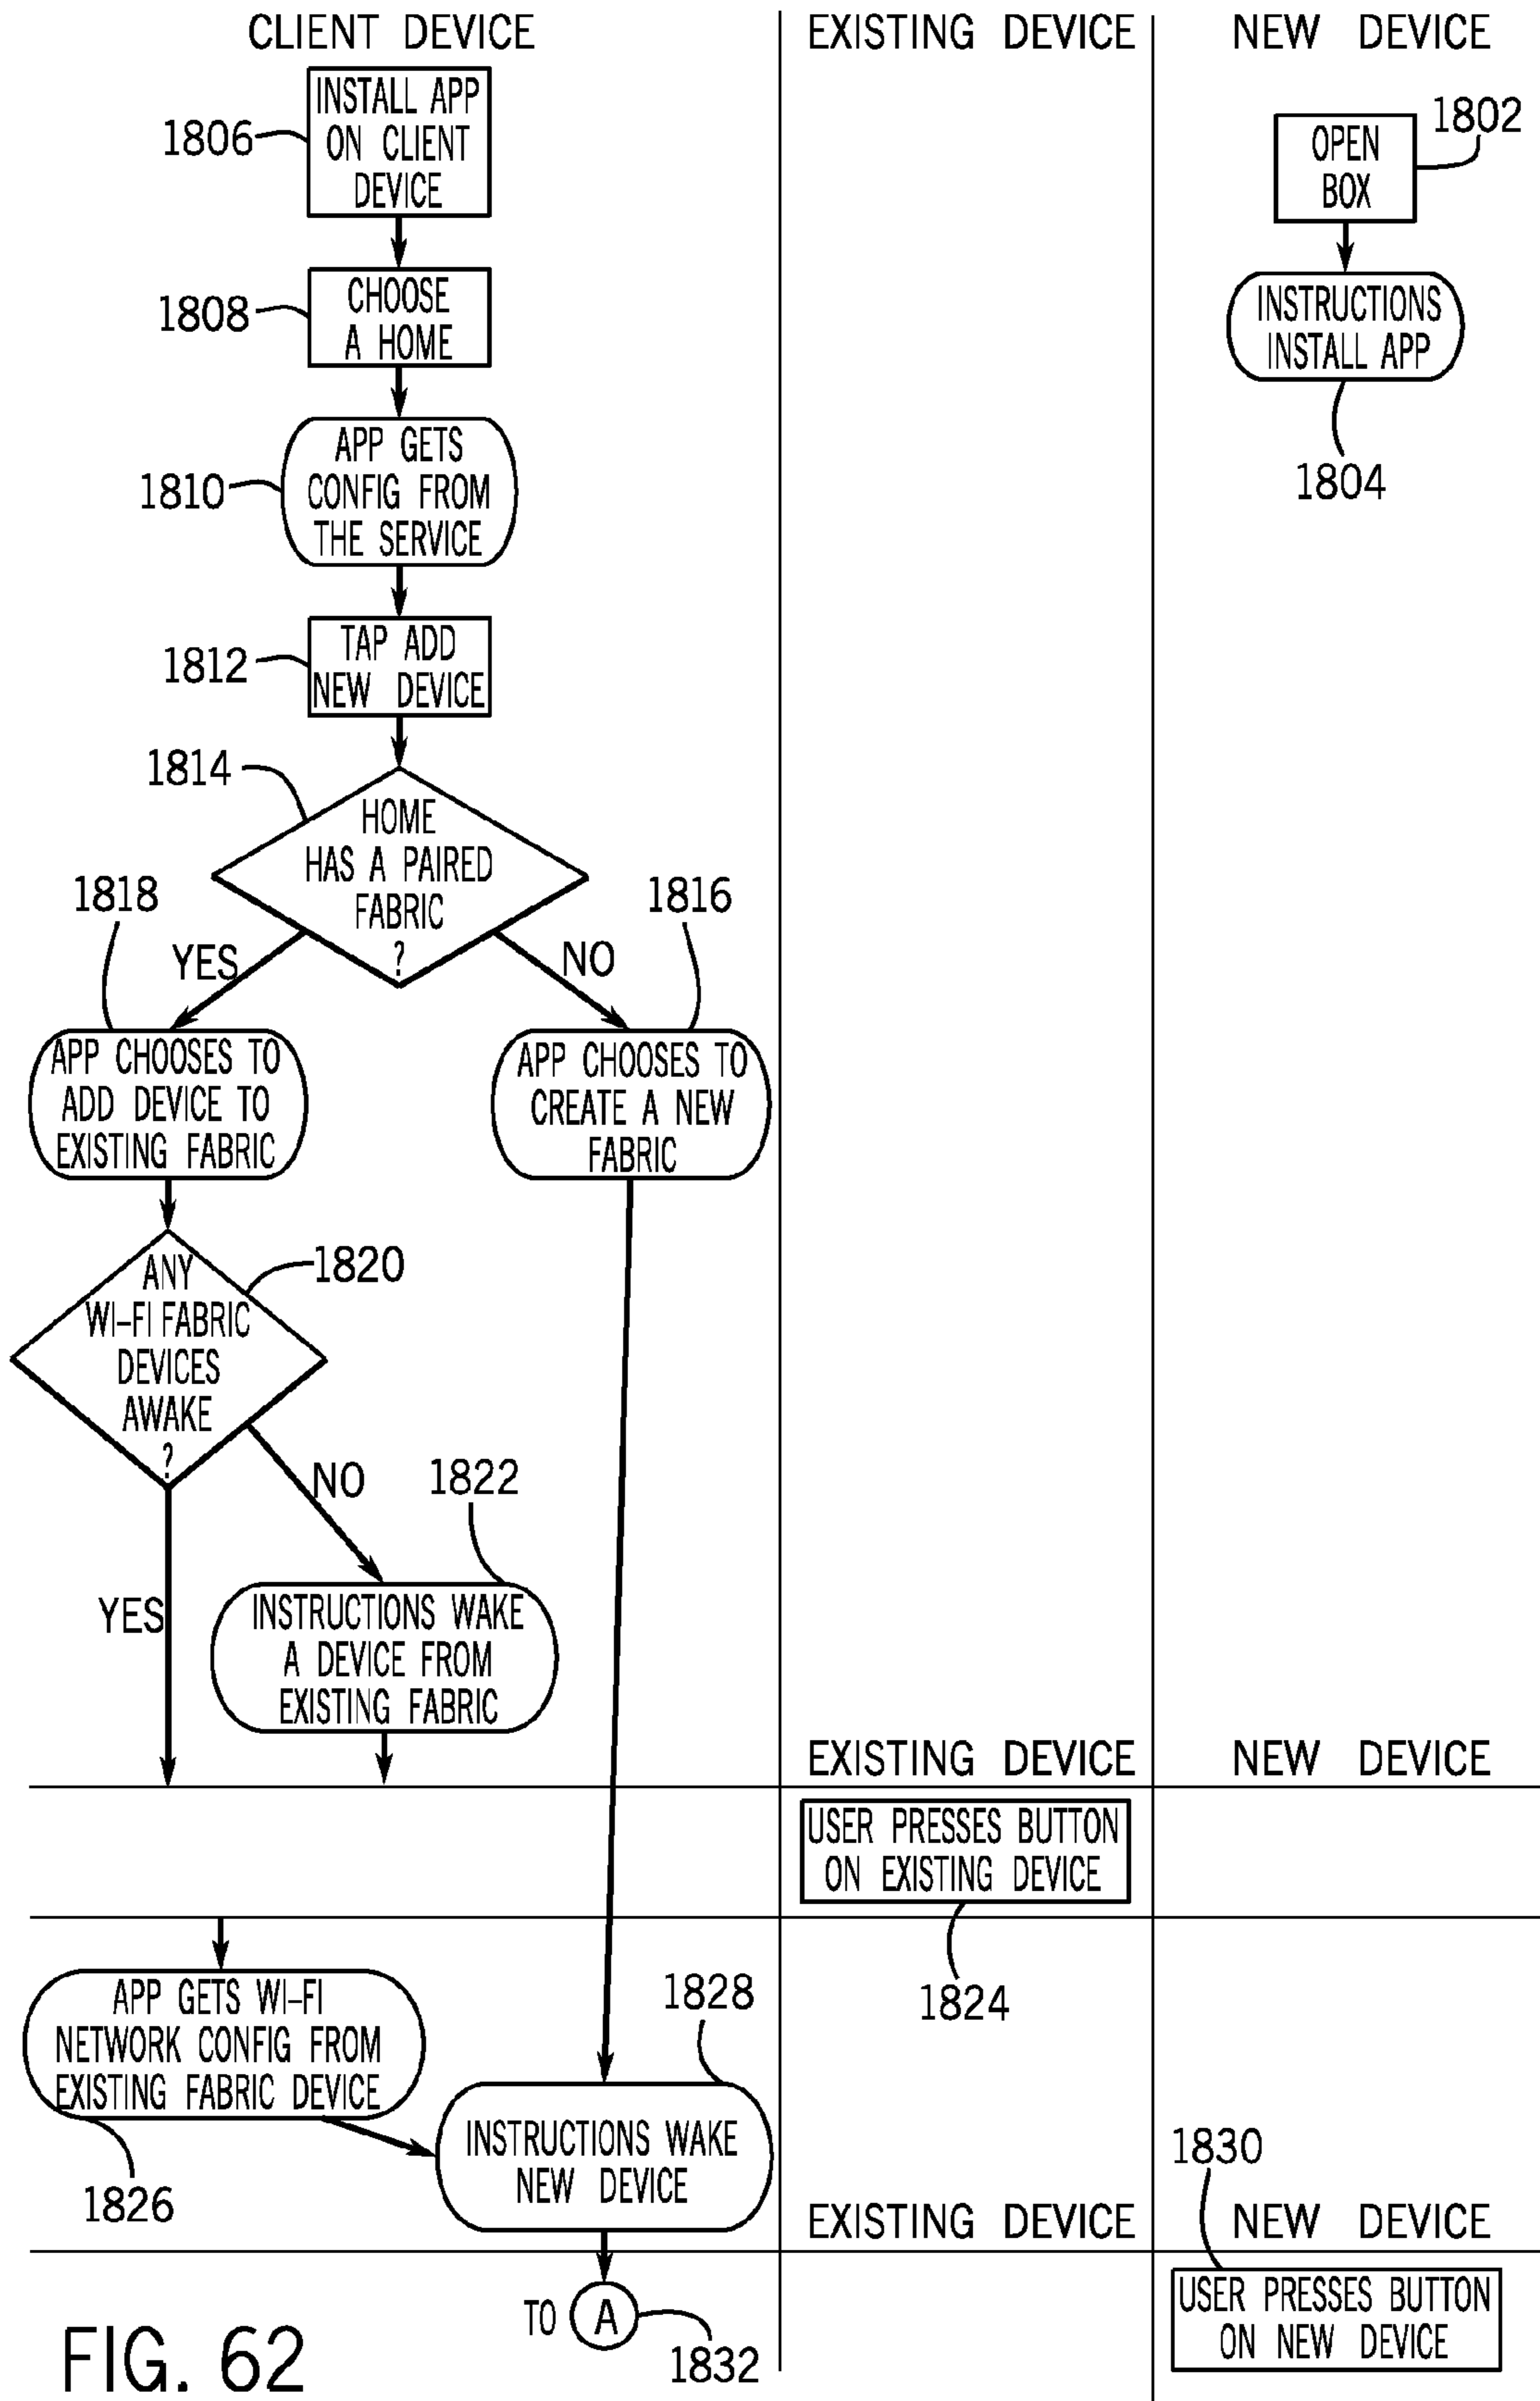 CLIENT DEVICE
EXISTING DEVICE
NEW DEVICE
INSTALL APP
ON CLIENT
DEVICE
1806
1802
OPEN
BOX
CHOOSE
A HOME
1808
INSTRUCTIONS
INSTALL APP
1804
APP GETS
CONFIG FROM
THE SERVICE
1810
TAP ADD
NEW DEVICE
1812
1814
HOME
HAS A PAIRED
FABRIC
?
1818
1816
YES
NO
APP CHOOSES TO
ADD DEVICE TO
EXISTING FABRIC
APP CHOOSES TO
CREATE A NEW
FABRIC
ANY
WI-FI FABRIC
DEVICES
AWAKE
?
1820
NO
1822
YES
INSTRUCTIONS WAKE
A DEVICE FROM
EXISTING FABRIC
EXISTING DEVICE
NEW DEVICE
USER PRESSES BUTTON
ON EXISTING DEVICE
1824
APP GETS WI-FI
NETWORK CONFIG FROM
EXISTING FABRIC DEVICE
1826
1828
INSTRUCTIONS WAKE
NEW DEVICE
1830
EXISTING DEVICE
NEW DEVICE
USER PRESSES BUTTON
ON NEW DEVICE
TO A
1832
FIG. 62